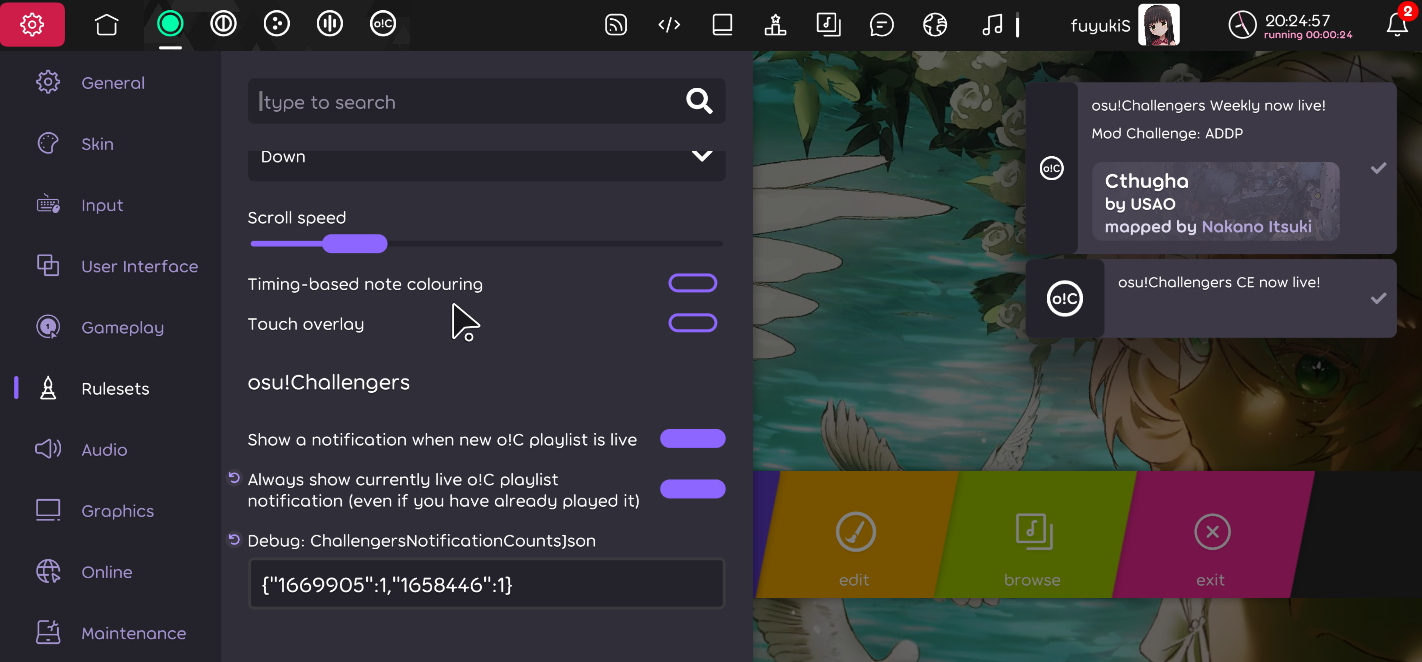 o!C
fuyukiS
20:24:57
running 00:00:24
2
General
Skin
Input
User Interface
Gameplay
Rulesets
Audio
Graphics
Online
Maintenance
type to search
Down
Scroll speed
Timing-based note colouring
Touch overlay
osu!Challengers
Show a notification when new o!C playlist is live
Always show currently live o!C playlist
notification (even if you have already played it)
Debug: ChallengersNotificationCountsJson
{"1669905":1,"1658446":1}
o!C
osu!Challengers Weekly now live!
Mod Challenge: ADDP
Cthugha
by USAO
mapped by Nakano Itsuki
o!C
osu!Challengers CE now live!
edit
browse
exit